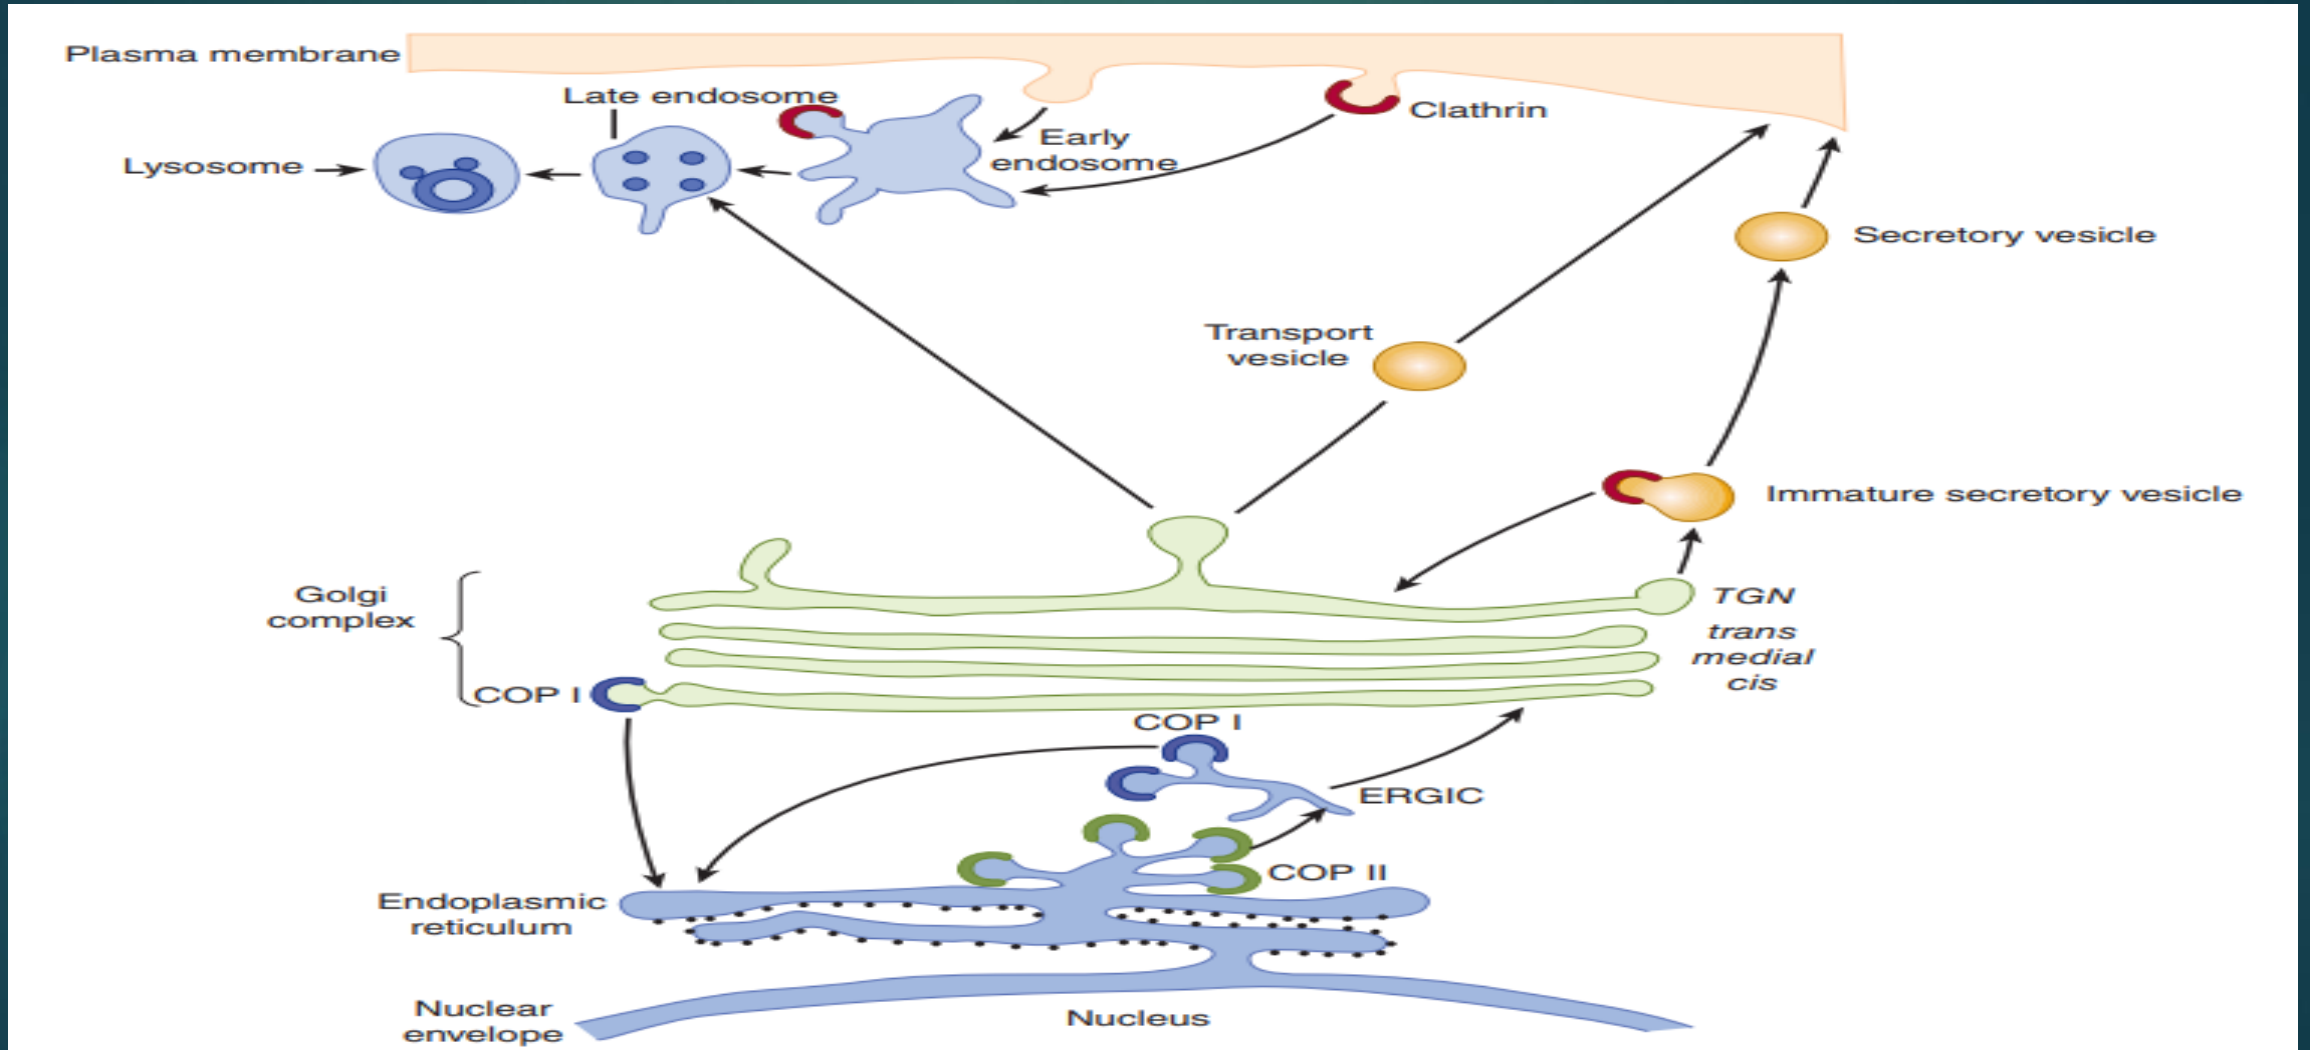 Plasma membrane
Late endosome
Clathrin
Early
endosome
Lysosome
Secretory vesicle
Transport
vesicle
Immature secretory vesicle
Golgi
complex
TGN
trans
medial
cis
COP I
COP I
ERGIC
COP II
Endoplasmic
reticulum
Nuclear
envelope
Nucleus